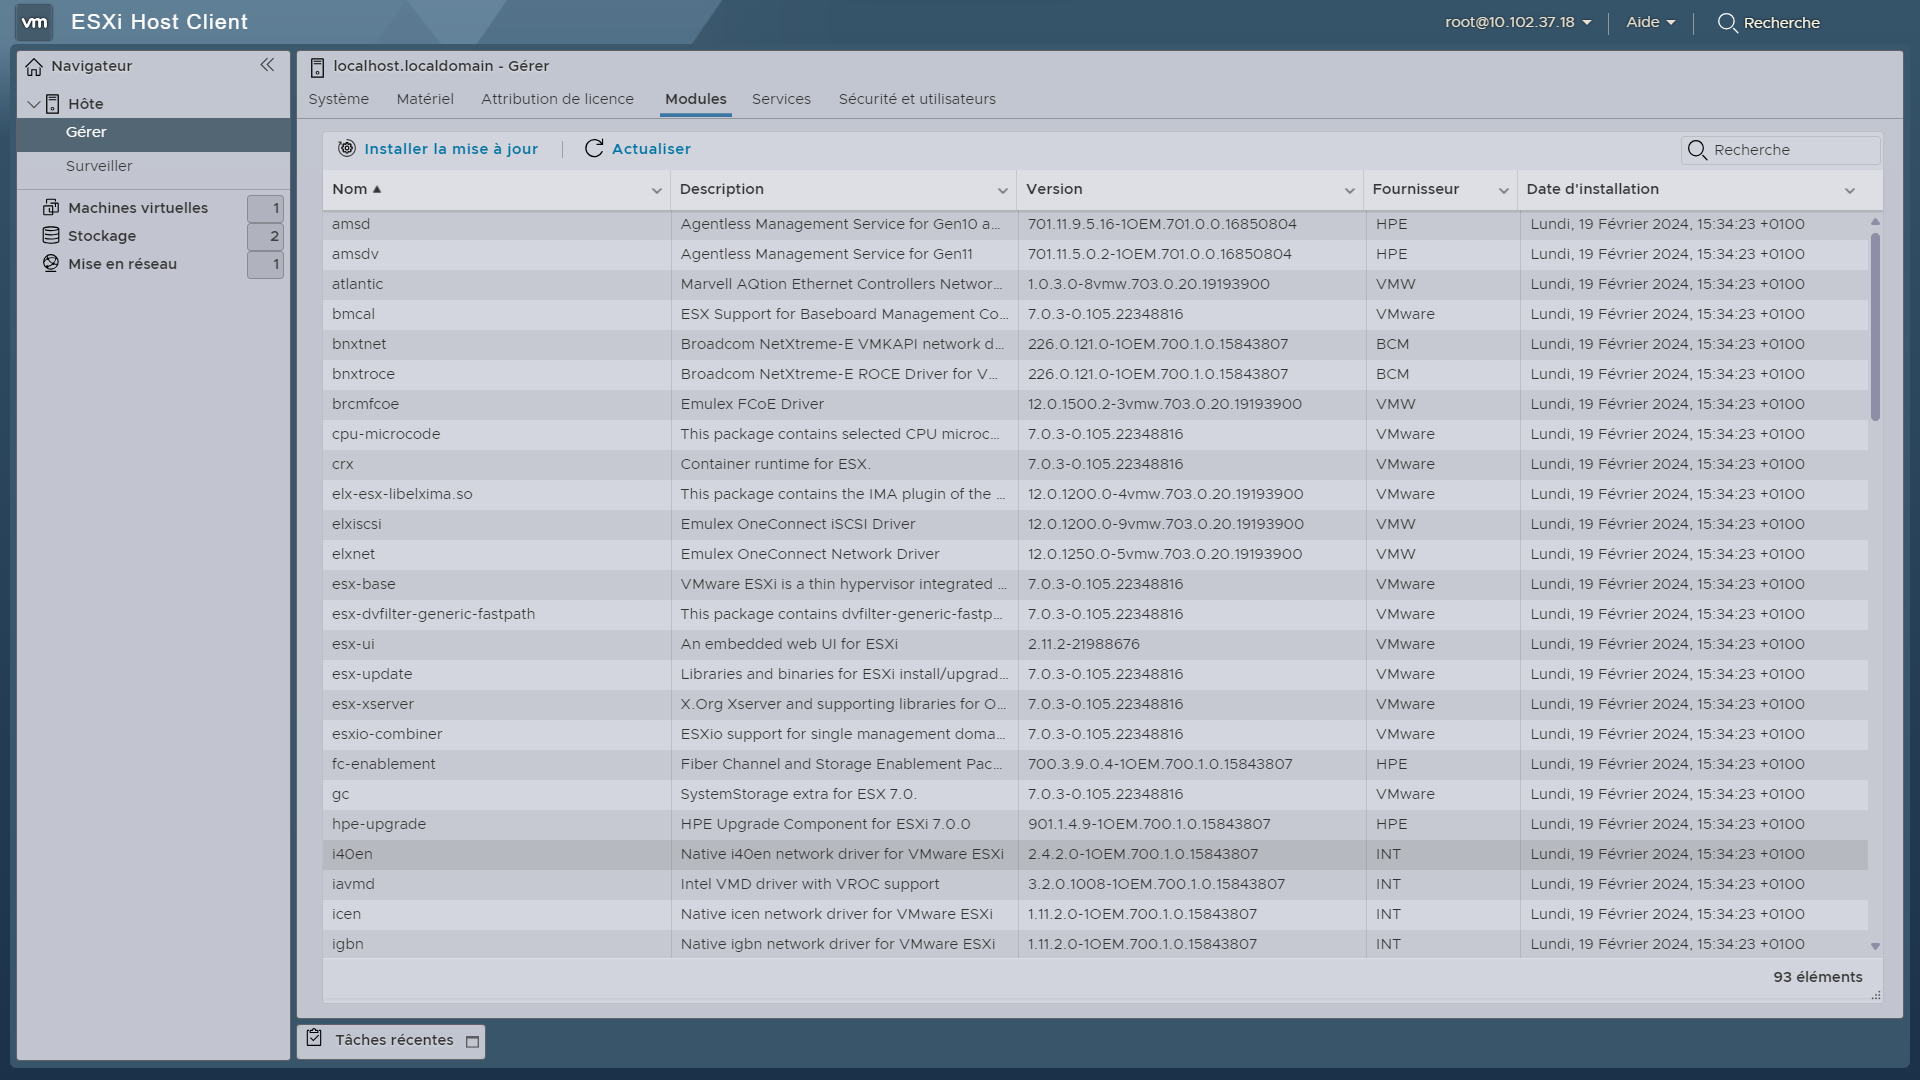 vm ESXi Host Client
root@10.102.37.18 Aide Recherche
Navigateur
Hôte
Gérer
Surveiller
Machines virtuelles 1
Stockage 2
Mise en réseau 1
localhost.localdomain - Gérer
Système Matériel Attribution de licence Modules Services Sécurité et utilisateurs
Installer la mise à jour Actualiser Recherche
Nom Description Version Fournisseur Date d'installation
amsd Agentless Management Service for Gen10 a... 701.11.9.5.16-1OEM.701.0.0.16850804 HPE Lundi, 19 Février 2024, 15:34:23 +0100
amsdv Agentless Management Service for Gen11 701.11.5.0.2-1OEM.701.0.0.16850804 HPE Lundi, 19 Février 2024, 15:34:23 +0100
atlantic Marvell AQtion Ethernet Controllers Networ... 1.0.3.0-8vmw.703.0.20.19193900 VMW Lundi, 19 Février 2024, 15:34:23 +0100
bmcal ESX Support for Baseboard Management Co... 7.0.3-0.105.22348816 VMware Lundi, 19 Février 2024, 15:34:23 +0100
bnxtnet Broadcom NetXtreme-E VMKAPI network d... 226.0.121.0-1OEM.700.1.0.15843807 BCM Lundi, 19 Février 2024, 15:34:23 +0100
bnxtroce Broadcom NetXtreme-E ROCE Driver for V... 226.0.121.0-1OEM.700.1.0.15843807 BCM Lundi, 19 Février 2024, 15:34:23 +0100
brcmfcoe Emulex FCoE Driver 12.0.1500.2-3vmw.703.0.20.19193900 VMW Lundi, 19 Février 2024, 15:34:23 +0100
cpu-microcode This package contains selected CPU microc... 7.0.3-0.105.22348816 VMware Lundi, 19 Février 2024, 15:34:23 +0100
crx Container runtime for ESX. 7.0.3-0.105.22348816 VMware Lundi, 19 Février 2024, 15:34:23 +0100
elx-esx-libelxima.so This package contains the IMA plugin of the ... 12.0.1200.0-4vmw.703.0.20.19193900 VMware Lundi, 19 Février 2024, 15:34:23 +0100
elxiscsi Emulex OneConnect iSCSI Driver 12.0.1200.0-9vmw.703.0.20.19193900 VMW Lundi, 19 Février 2024, 15:34:23 +0100
elxnet Emulex OneConnect Network Driver 12.0.1250.0-5vmw.703.0.20.19193900 VMW Lundi, 19 Février 2024, 15:34:23 +0100
esx-base VMware ESXi is a thin hypervisor integrated ... 7.0.3-0.105.22348816 VMware Lundi, 19 Février 2024, 15:34:23 +0100
esx-dvfilter-generic-fastpath This package contains dvfilter-generic-fastp... 7.0.3-0.105.22348816 VMware Lundi, 19 Février 2024, 15:34:23 +0100
esx-ui An embedded web UI for ESXi 2.11.2-21988676 VMware Lundi, 19 Février 2024, 15:34:23 +0100
esx-update Libraries and binaries for ESXi install/upgrad... 7.0.3-0.105.22348816 VMware Lundi, 19 Février 2024, 15:34:23 +0100
esx-xserver X.Org Xserver and supporting libraries for O... 7.0.3-0.105.22348816 VMware Lundi, 19 Février 2024, 15:34:23 +0100
esxio-combiner ESXio support for single management doma... 7.0.3-0.105.22348816 VMware Lundi, 19 Février 2024, 15:34:23 +0100
fc-enablement Fiber Channel and Storage Enablement Pac... 700.3.9.0.4-1OEM.700.1.0.15843807 HPE Lundi, 19 Février 2024, 15:34:23 +0100
gc SystemStorage extra for ESX 7.0. 7.0.3-0.105.22348816 VMware Lundi, 19 Février 2024, 15:34:23 +0100
hpe-upgrade HPE Upgrade Component for ESXi 7.0.0 901.1.4.9-1OEM.700.1.0.15843807 HPE Lundi, 19 Février 2024, 15:34:23 +0100
i40en Native i40en network driver for VMware ESXi 2.4.2.0-1OEM.700.1.0.15843807 INT Lundi, 19 Février 2024, 15:34:23 +0100
iavmd Intel VMD driver with VROC support 3.2.0.1008-1OEM.700.1.0.15843807 INT Lundi, 19 Février 2024, 15:34:23 +0100
icen Native icen network driver for VMware ESXi 1.11.2.0-1OEM.700.1.0.15843807 INT Lundi, 19 Février 2024, 15:34:23 +0100
igbn Native igbn network driver for VMware ESXi 1.11.2.0-1OEM.700.1.0.15843807 INT Lundi, 19 Février 2024, 15:34:23 +0100
93 éléments
Tâches récentes